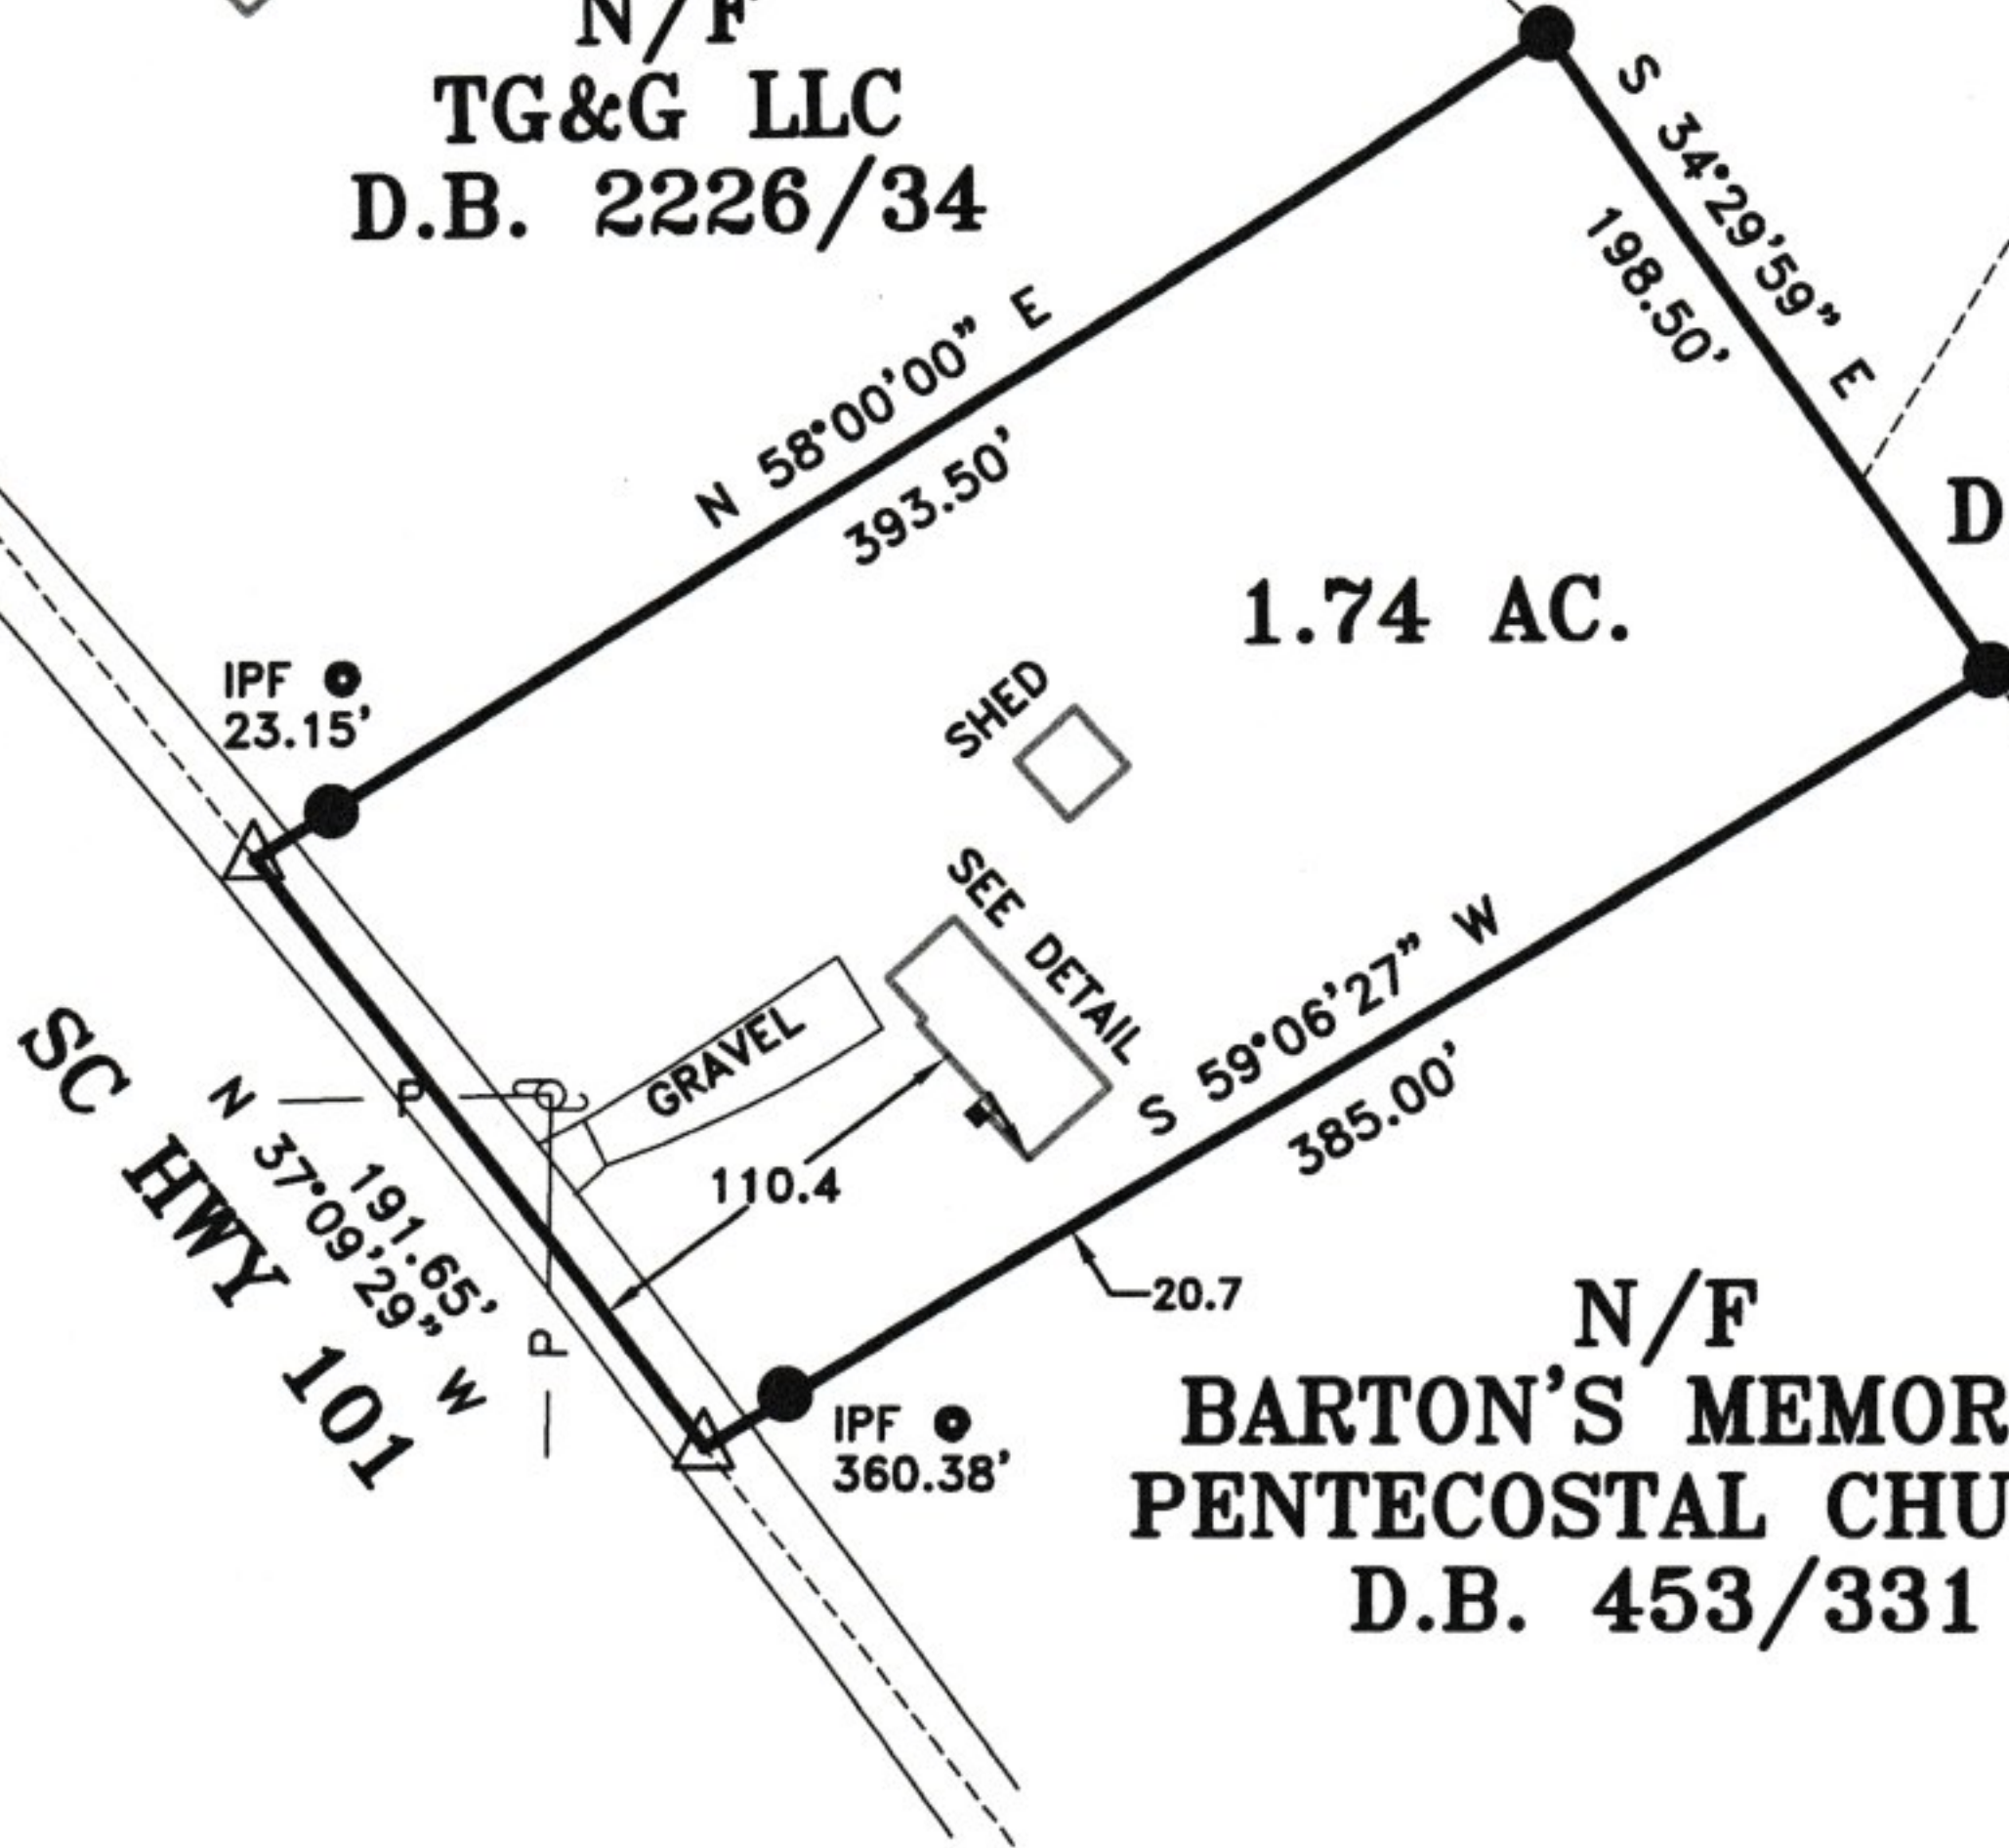 N/F
TG&G LLC
D.B. 2226/34
S 34°29'59" E
198.50'
N 58°00'00" E
393.50'
D
1.74 AC.
IPF
23.15'
SHED
SEE DETAIL
GRAVEL
S 59°06'27" W
385.00'
SC HWY 101
N 37°09'29" W
191.65'
P
110.4
20.7
P
IPF
360.38'
N/F
BARTON'S MEMOR
PENTECOSTAL CHU
D.B. 453/331